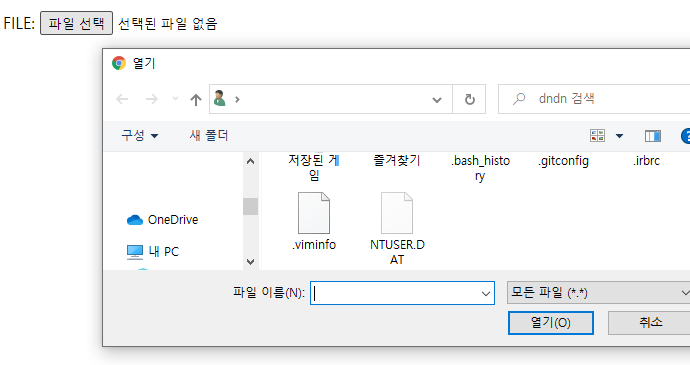 FILE: 파일 선택 선택된 파일 없음
열기
dndn 검색
구성 새 폴더
저장된 게임
즐겨찾기
.bash_history
.gitconfig
.irbrc
OneDrive
내 PC
.viminfo
NTUSER.DAT
파일 이름(N):
모든 파일 (*.*)
열기(O)
취소